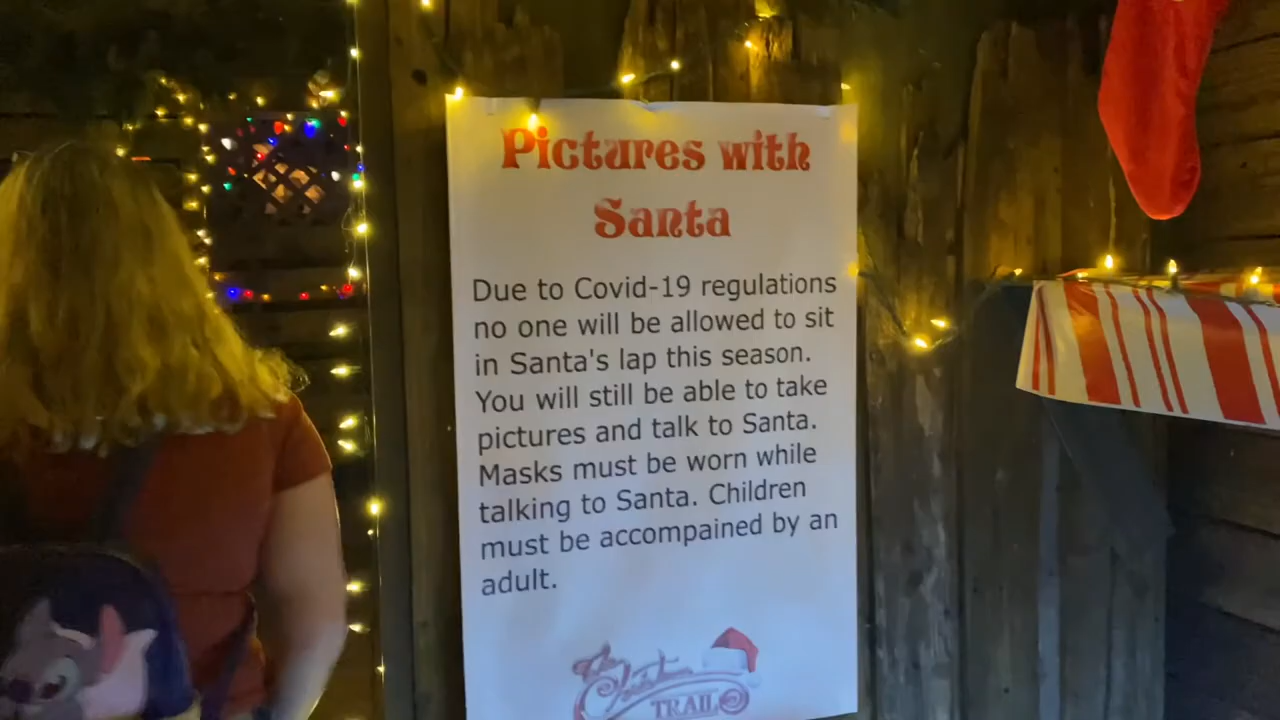 Pictures with
Santa
Due to Covid-19 regulations
no one will be allowed to sit
in Santa's lap this season.
You will still be able to take
pictures and talk to Santa.
Masks must be worn while
talking to Santa. Children
must be accompained by an
adult.
The Christmas
TRAIL